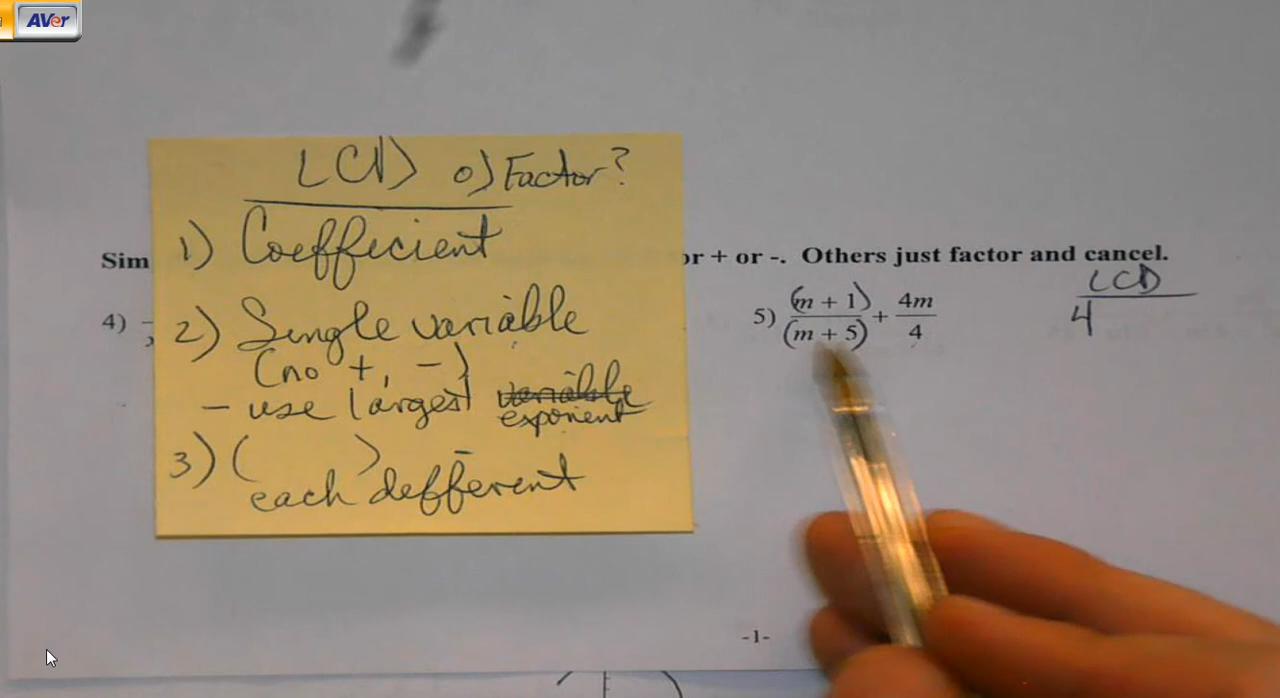 AVer
LCD 0) Factor?
1) Coefficient
2) Single variable
(no +, -)
- use largest variable
exponent
3) ( )
each defferent
Sim
or + or -. Others just factor and cancel.
4)
5) (m + 1)/(m + 5) + 4m/4
LCD
4
-1-